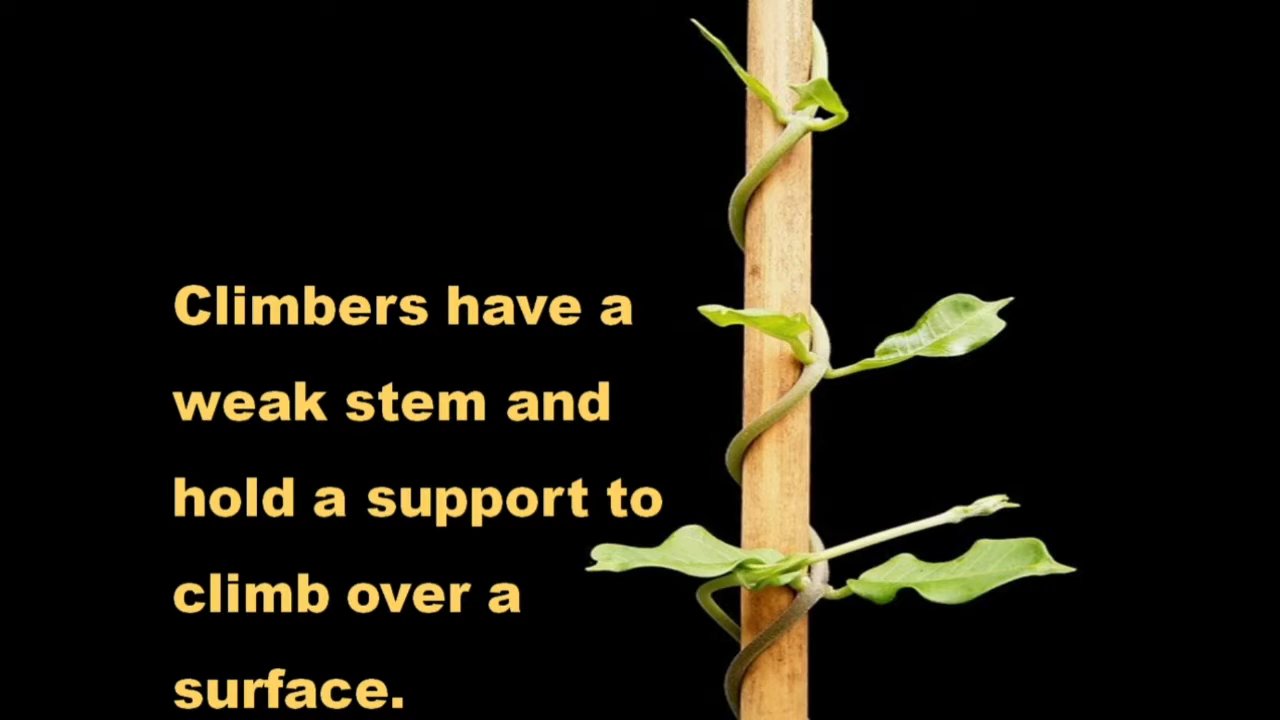 Climbers have a
weak stem and
hold a support to
climb over a
surface.